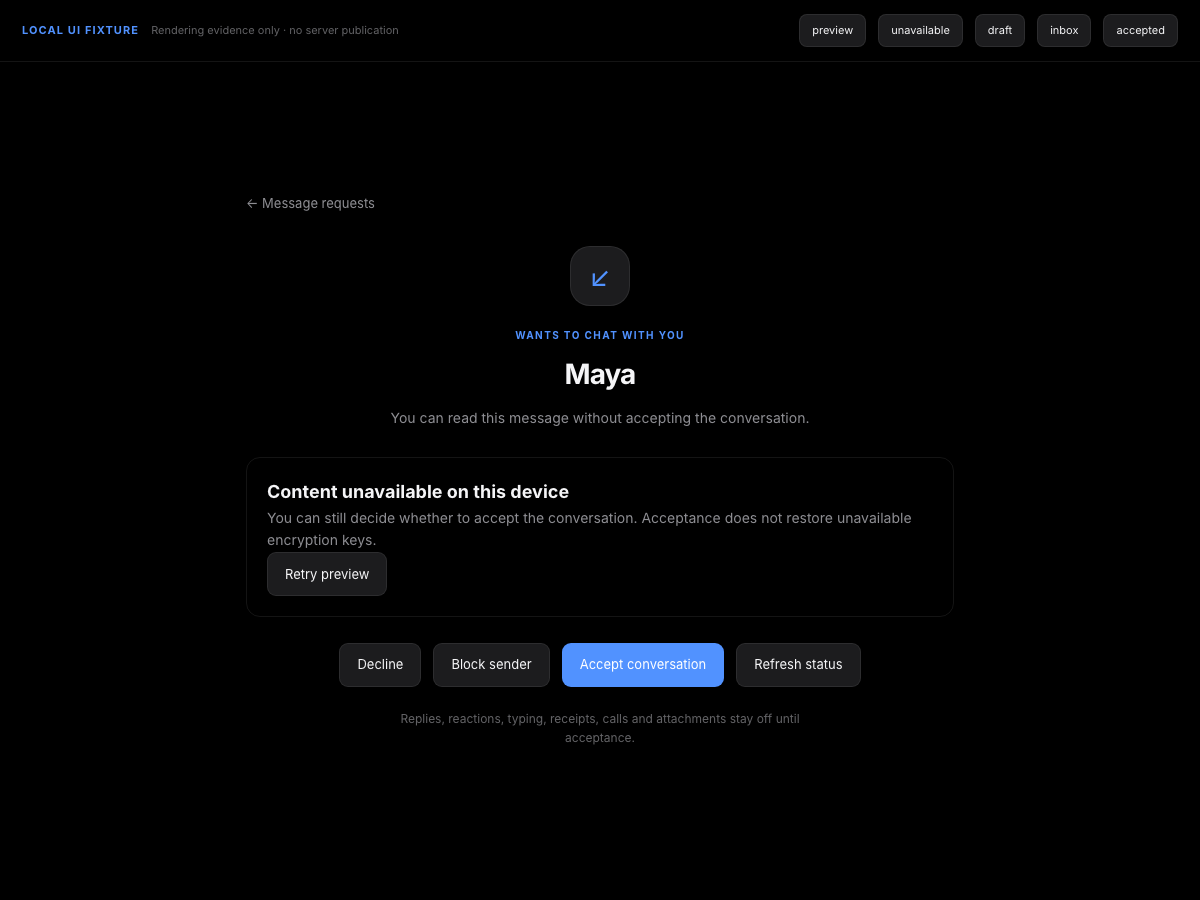 LOCAL UI FIXTURE Rendering evidence only · no server publication preview unavailable draft inbox accepted
← Message requests
WANTS TO CHAT WITH YOU
Maya
You can read this message without accepting the conversation.
Content unavailable on this device
You can still decide whether to accept the conversation. Acceptance does not restore unavailable
encryption keys.
Retry preview
Decline Block sender Accept conversation Refresh status
Replies, reactions, typing, receipts, calls and attachments stay off until
acceptance.